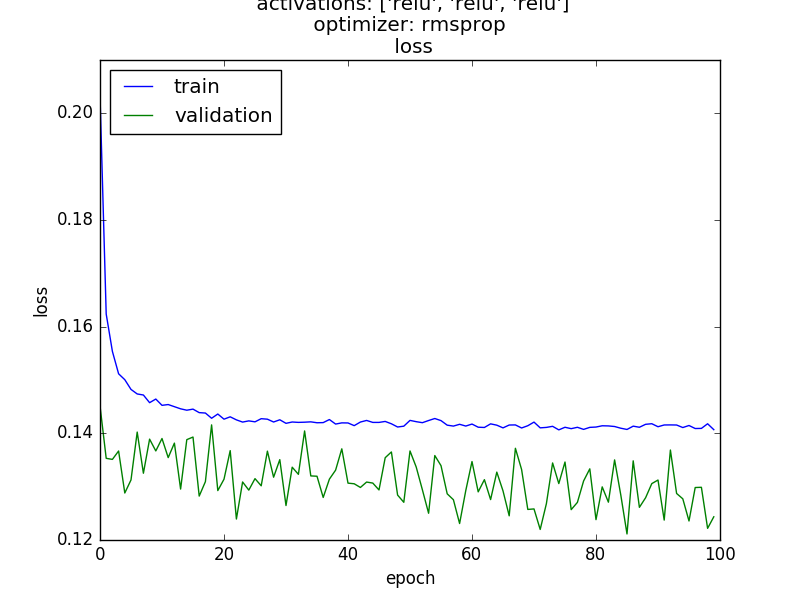 activations: ['relu', 'relu', 'relu']
optimizer: rmsprop
loss
train
validation
0.20
0.18
0.16
0.14
0.12
loss
0 20 40 60 80 100
epoch